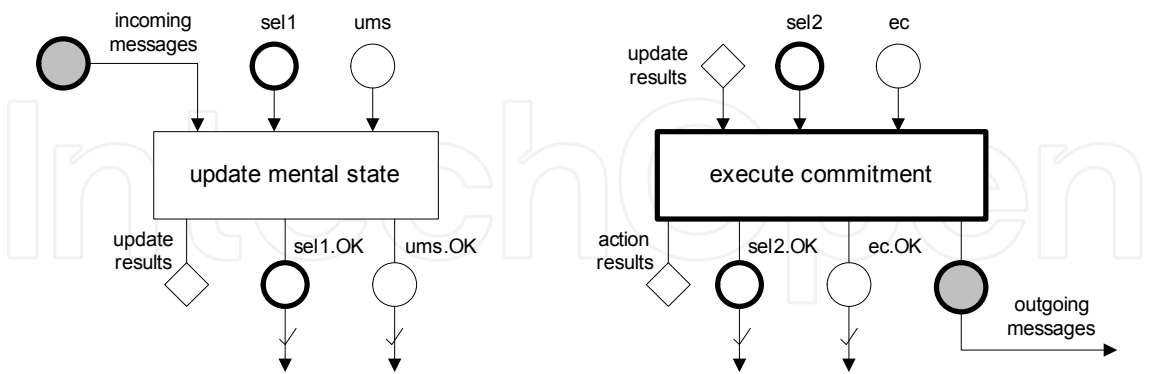 incoming
messages
sel1
ums
update mental state
update
results
sel1.OK
ums.OK
update
results
sel2
ec
execute commitment
action
results
sel2.OK
ec.OK
outgoing
messages
IntechOpen